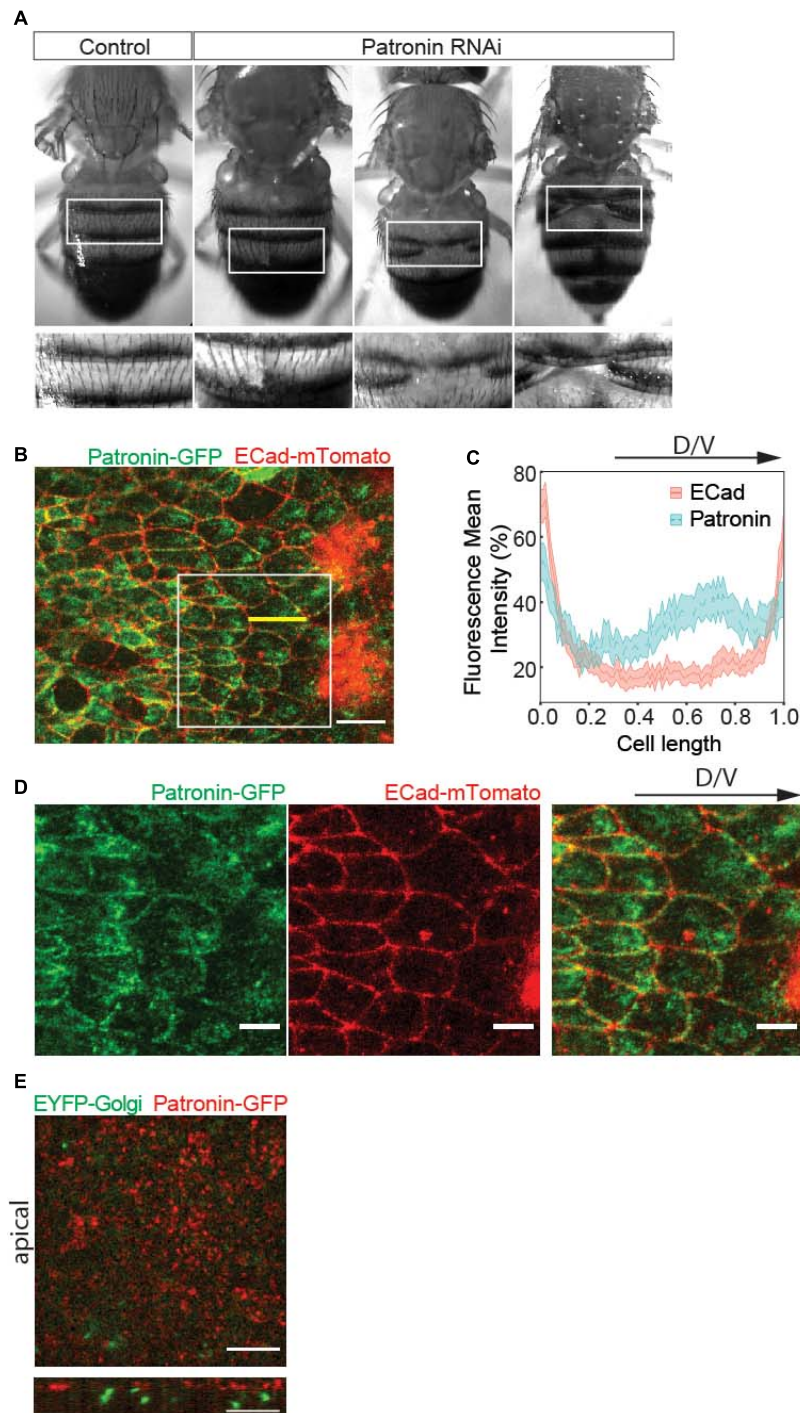 A
Control Patronin RNAi
B
Patronin-GFP ECad-mTomato
C
D/V
Fluorescence Mean
Intensity (%)
80
60
40
20
ECad
Patronin
0.0 0.2 0.4 0.6 0.8 1.0
Cell length
D
Patronin-GFP ECad-mTomato D/V
E
EYFP-Golgi Patronin-GFP
apical